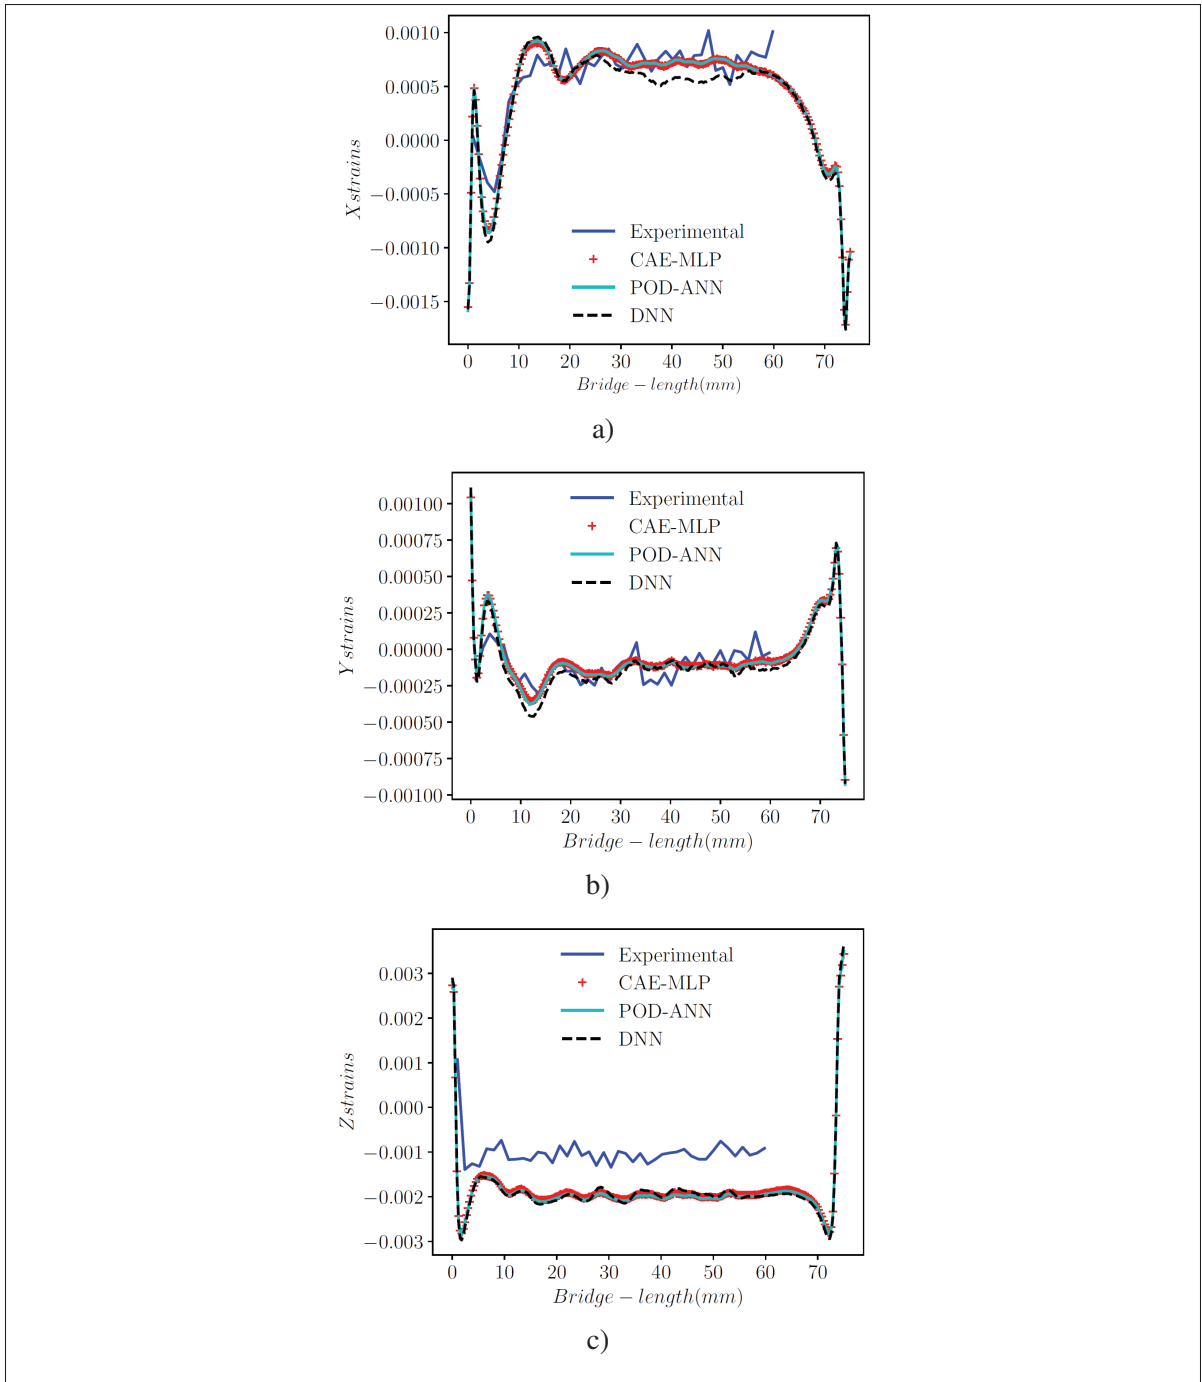 0.0010
0.0005
0.0000
−0.0005
−0.0010
−0.0015
X strains
Experimental
CAE-MLP
POD-ANN
DNN
0 10 20 30 40 50 60 70
Bridge − length(mm)
a)
0.00100
0.00075
0.00050
0.00025
0.00000
−0.00025
−0.00050
−0.00075
−0.00100
Y strains
Experimental
CAE-MLP
POD-ANN
DNN
0 10 20 30 40 50 60 70
Bridge − length(mm)
b)
0.003
0.002
0.001
0.000
−0.001
−0.002
−0.003
Z strains
Experimental
CAE-MLP
POD-ANN
DNN
0 10 20 30 40 50 60 70
Bridge − length(mm)
c)